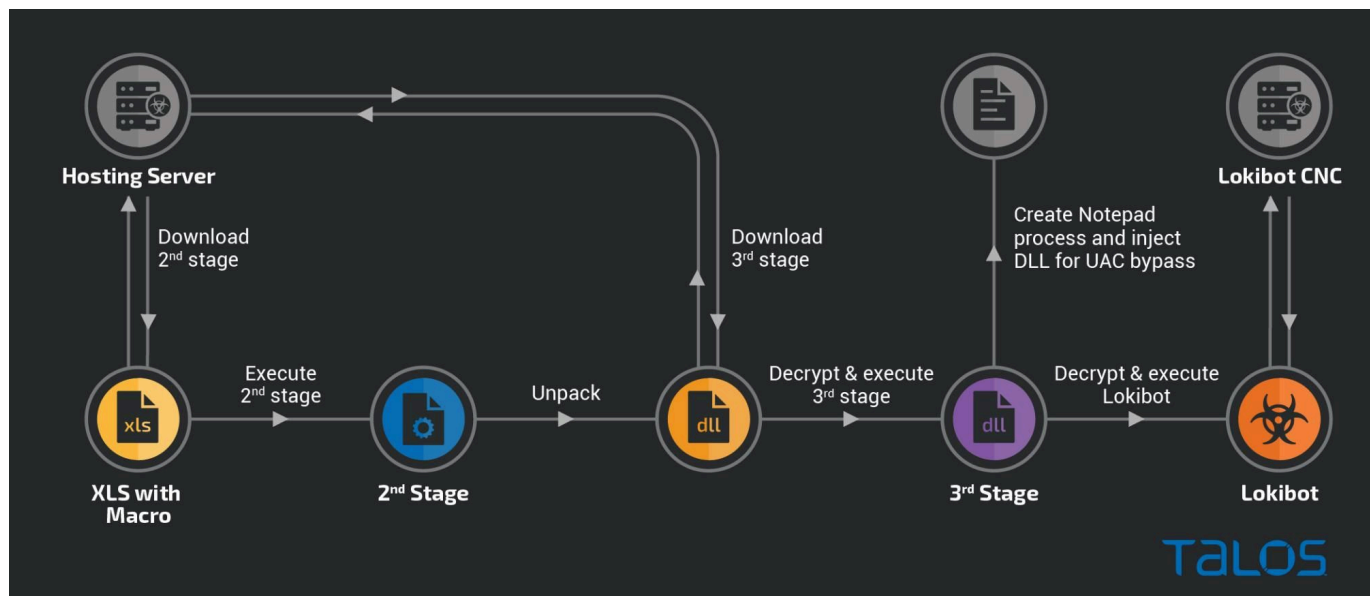 Hosting Server
Lokibot CNC
Download
2nd stage
Download
3rd stage
Create Notepad
process and inject
DLL for UAC bypass
Execute
2nd stage
Unpack
Decrypt & execute
3rd stage
Decrypt & execute
Lokibot
xls
dll
dll
XLS with
Macro
2nd Stage
3rd Stage
Lokibot
TALOS